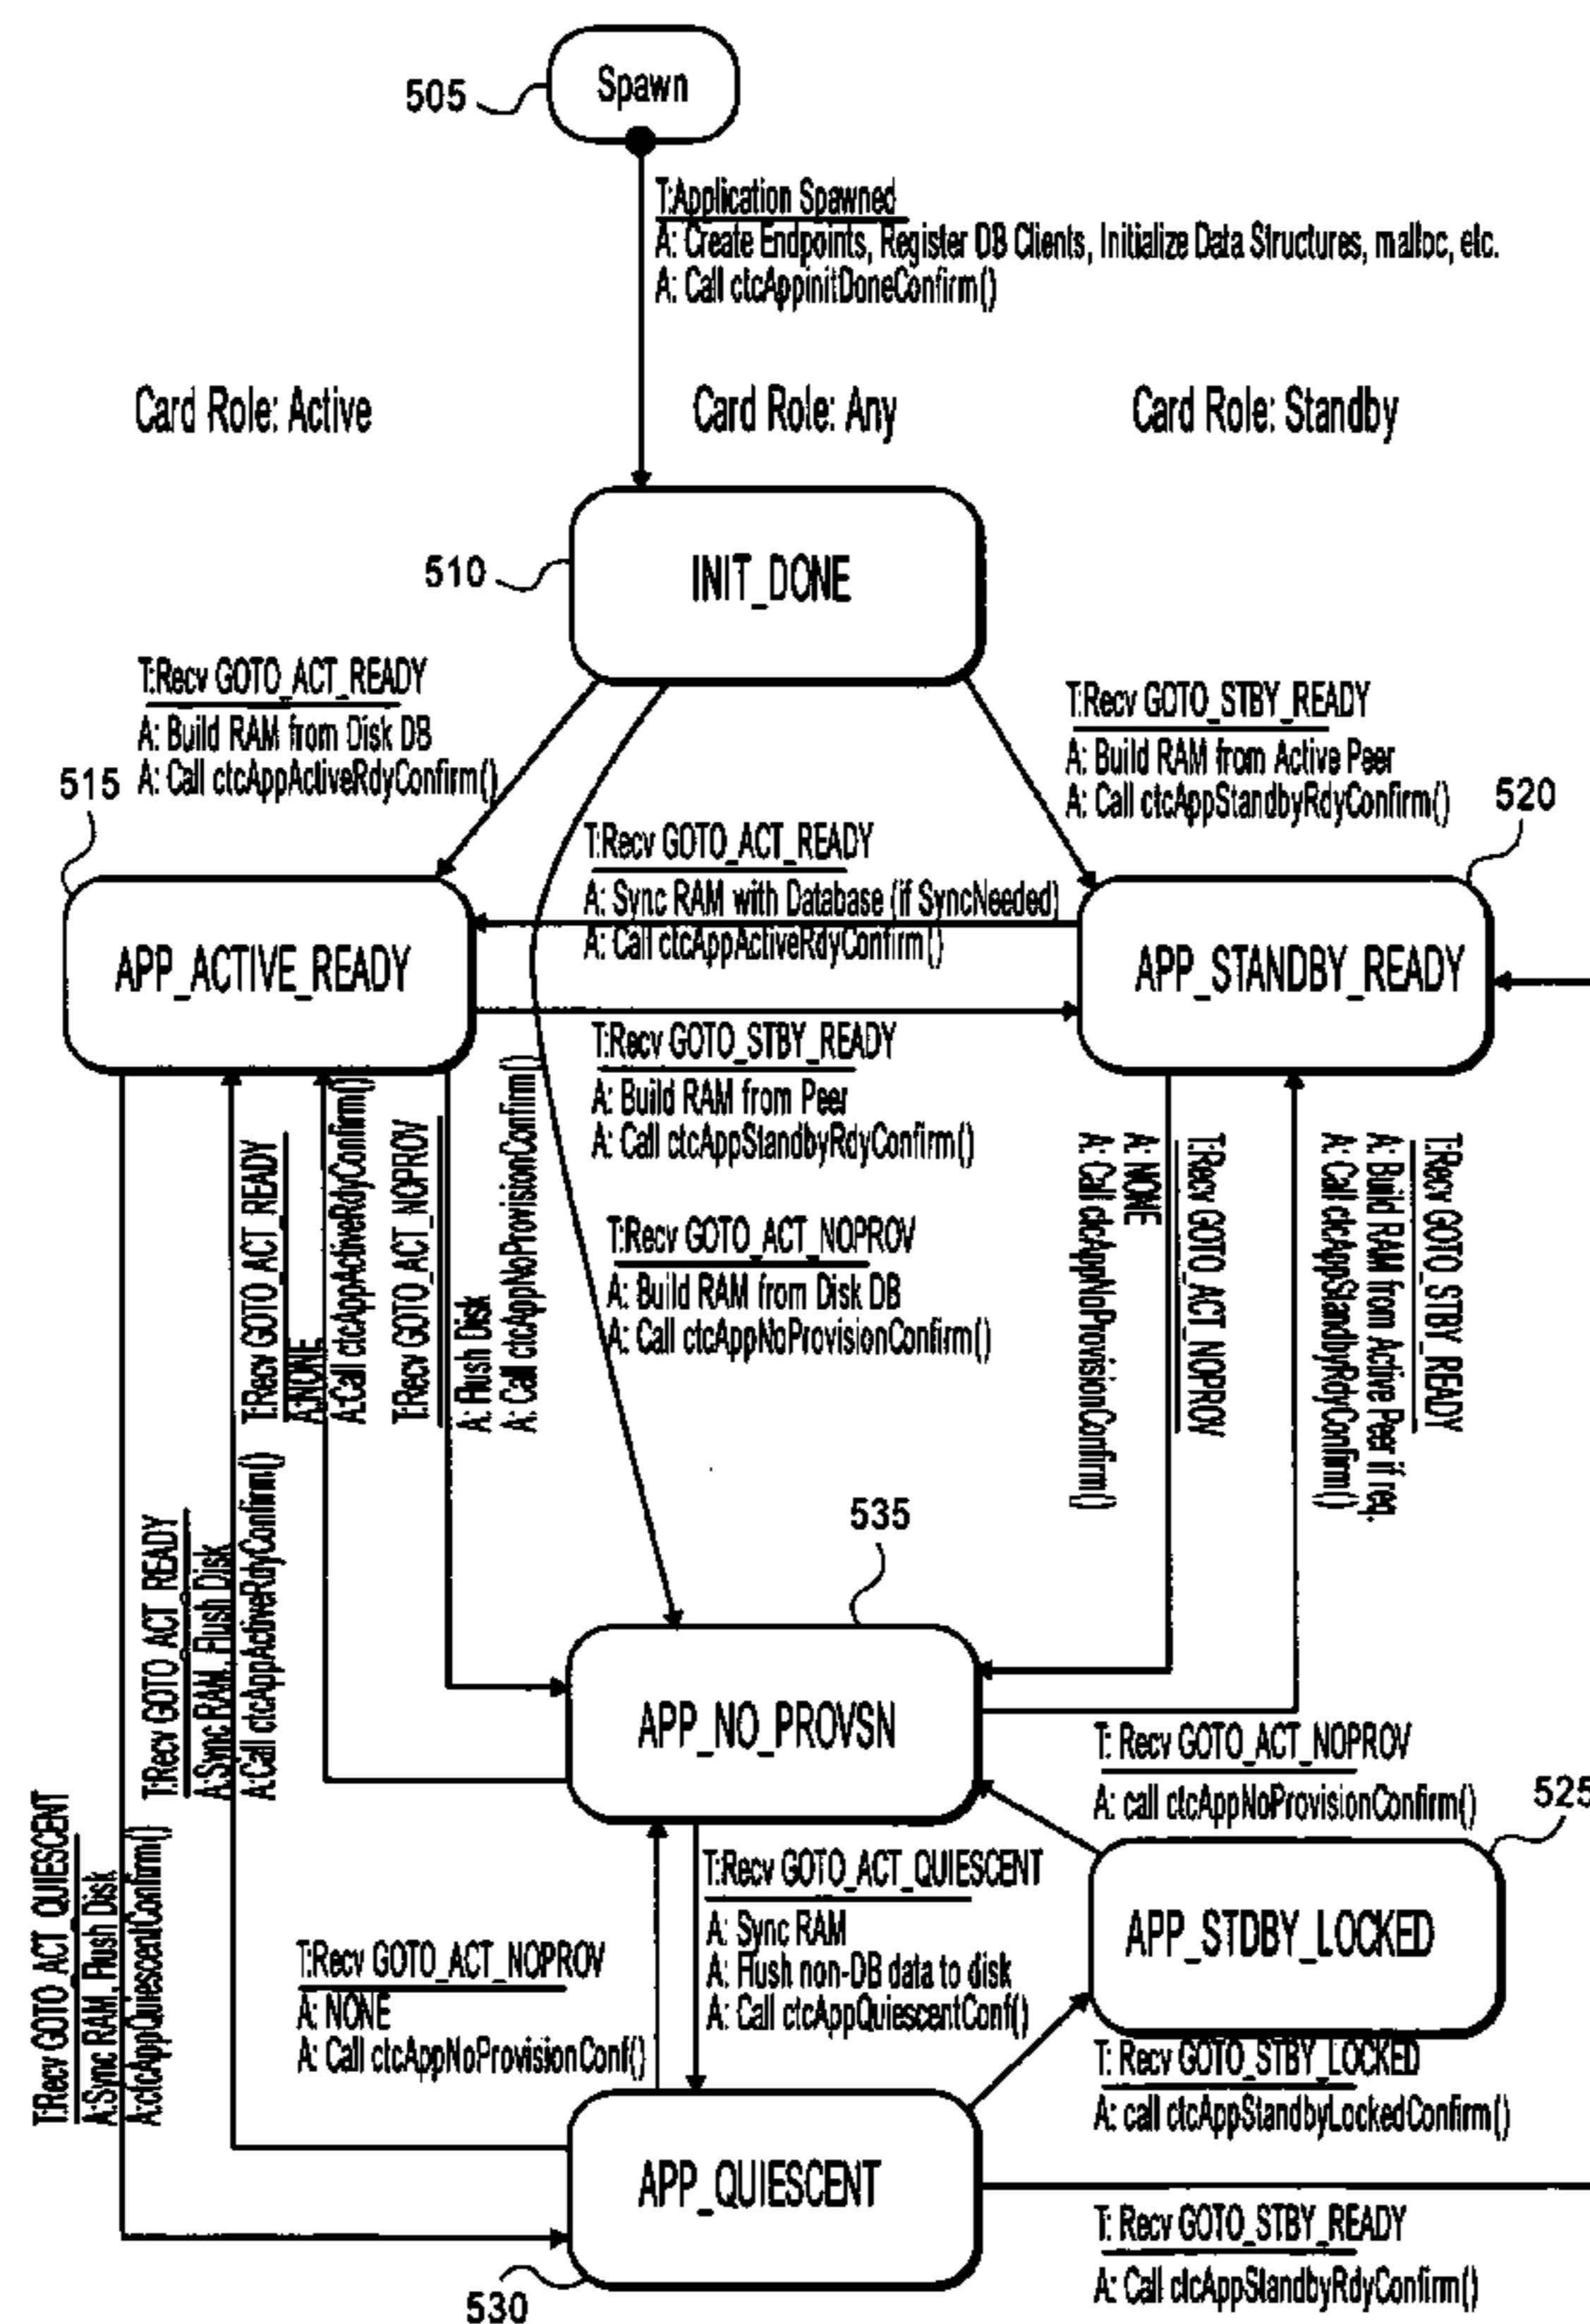 505
Spawn
T:Application Spawned
A: Create Endpoints, Register DB Clients, Initialize Data Structures, malloc, etc.
A: Call ctcAppinitDoneConfirm()
Card Role: Active
Card Role: Any
Card Role: Standby
510
INIT_DONE
T:Recv GOTO_ACT_READY
A: Build RAM from Disk DB
A: Call ctcAppActiveRdyConfirm()
T:Recv GOTO_STBY_READY
A: Build RAM from Active Peer
A: Call ctcAppStandbyRdyConfirm()
515
520
T:Recv GOTO_ACT_READY
A: Sync RAM with Database (if SyncNeeded)
A: Call ctcAppActiveRdyConfirm()
APP_ACTIVE_READY
APP_STANDBY_READY
T:Recv GOTO_STBY_READY
A: Build RAM from Peer
A: Call ctcAppStandbyRdyConfirm()
T:Recv GOTO_ACT_READY
A:NONE
A:Call ctcAppActiveRdyConfirm()
T:Recv GOTO_ACT_NOPROV
A: Flush Disk
A: Call ctcAppNoProvisionConfirm()
T:Recv GOTO_ACT_NOPROV
A: Build RAM from Disk DB
A: Call ctcAppNoProvisionConfirm()
T:Recv GOTO_ACT_NOPROV
A: NONE
A: Call ctcAppNoProvisionConfirm()
T:Recv GOTO_STBY_READY
A: Build RAM from Active Peer if req.
A: Call ctcAppStandbyRdyConfirm()
T:Recv GOTO_ACT_READY
A:Sync RAM, Flush Disk
A:Call ctcAppActiveRdyConfirm()
535
APP_NO_PROVSN
T: Recv GOTO_ACT_NOPROV
A: call ctcAppNoProvisionConfirm()
525
APP_STDBY_LOCKED
T:Recv GOTO_ACT_QUIESCENT
A:Sync RAM, Flush Disk
A:ctcAppQuiescentConfirm()
T:Recv GOTO_ACT_QUIESCENT
A: Sync RAM
A: Flush non-DB data to disk
A: Call ctcAppQuiescentConf()
T:Recv GOTO_ACT_NOPROV
A: NONE
A: Call ctcAppNoProvisionConf()
T: Recv GOTO_STBY_LOCKED
A: call ctcAppStandbyLockedConfirm()
APP_QUIESCENT
T: Recv GOTO_STBY_READY
A: Call ctcAppStandbyRdyConfirm()
530